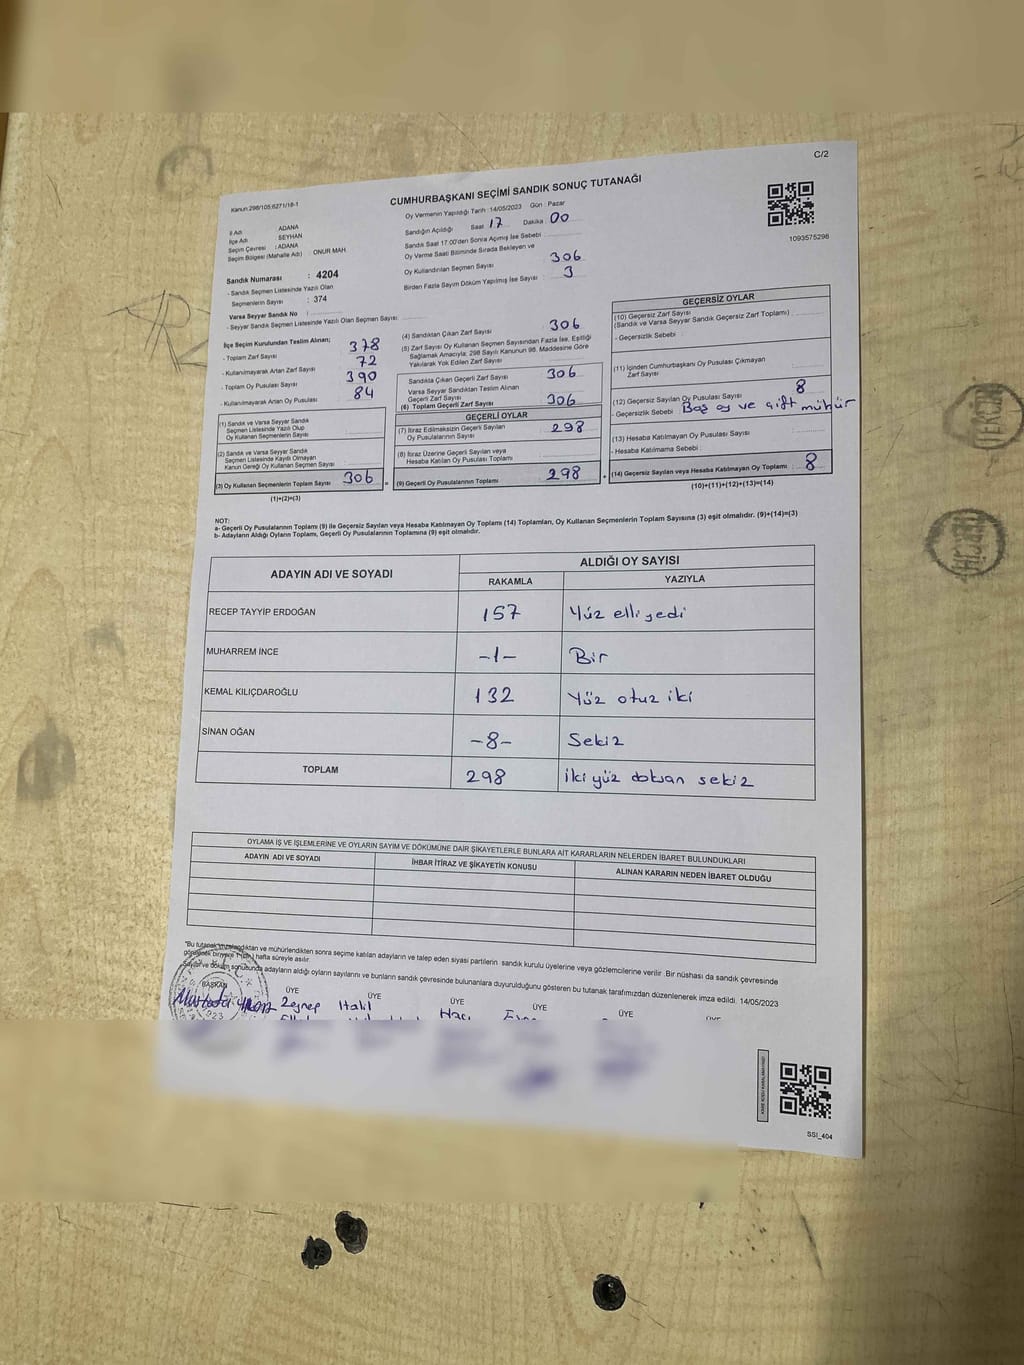 C/2
Kanun:298/105;6271/18-1
CUMHURBAŞKANI SEÇİMİ SANDIK SONUÇ TUTANAĞI
1093575298
İl Adı : ADANA
İlçe Adı : SEYHAN
Seçim Çevresi : ADANA
Seçim Bölgesi (Mahalle Adı) : ONUR MAH.
Sandık Numarası : 4204
- Sandık Seçmen Listesinde Yazılı Olan
Seçmenlerin Sayısı : 374
Varsa Seyyar Sandık No :
- Seyyar Sandık Seçmen Listesinde Yazılı Olan Seçmen Sayısı:
Oy Vermenin Yapıldığı Tarih :14/05/2023 Gün : Pazar
Sandığın Açıldığı Saat 17 Dakika 00
Sandık Saat 17:00'den Sonra Açılmış İse Sebebi
Oy Verme Saati Bitiminde Sırada Bekleyen ve
Oy Kullandırılan Seçmen Sayısı 306
Birden Fazla Sayım Döküm Yapılmış İse Sayısı : 3
İlçe Seçim Kurulundan Teslim Alınan;
- Toplam Zarf Sayısı 378
- Kullanılmayarak Artan Zarf Sayısı 72
- Toplam Oy Pusulası Sayısı 390
- Kullanılmayarak Artan Oy Pusulası 84
(1) Sandık ve Varsa Seyyar Sandık
Seçmen Listesinde Yazılı Olup
Oy Kullanan Seçmenlerin Sayısı
(2) Sandık ve Varsa Seyyar Sandık
Seçmen Listesinde Kayıtlı Olmayan
Kanun Gereği Oy Kullanan Seçmen Sayısı
(3) Oy Kullanan Seçmenlerin Toplam Sayısı 306
(1)+(2)=(3)
(4) Sandıktan Çıkan Zarf Sayısı 306
(5) Zarf Sayısı Oy Kullanan Seçmen Sayısından Fazla İse, Eşitliği
Sağlamak Amacıyla; 298 Sayılı Kanunun 98. Maddesine Göre
Yakılarak Yok Edilen Zarf Sayısı
Sandıkta Çıkan Geçerli Zarf Sayısı 306
Varsa Seyyar Sandıktan Teslim Alınan
Geçerli Zarf Sayısı
(6) Toplam Geçerli Zarf Sayısı 306
GEÇERLİ OYLAR
(7) İtiraz Edilmeksizin Geçerli Sayılan
Oy Pusulalarının Sayısı 298
(8) İtiraz Üzerine Geçerli Sayılan veya
Hesaba Katılan Oy Pusulası Toplamı
(9) Geçerli Oy Pusulalarının Toplamı 298
GEÇERSİZ OYLAR
(10) Geçersiz Zarf Sayısı
(Sandık ve Varsa Seyyar Sandık Geçersiz Zarf Toplamı)
- Geçersizlik Sebebi
(11) İçinden Cumhurbaşkanı Oy Pusulası Çıkmayan
Zarf Sayısı
(12) Geçersiz Sayılan Oy Pusulası Sayısı 8
- Geçersizlik Sebebi Boş oy ve çift mühür
(13) Hesaba Katılmayan Oy Pusulası Sayısı
- Hesaba Katılmama Sebebi
(14) Geçersiz Sayılan veya Hesaba Katılmayan Oy Toplamı : 8
(10)+(11)+(12)+(13)=(14)
NOT:
a- Geçerli Oy Pusulalarının Toplamı (9) ile Geçersiz Sayılan veya Hesaba Katılmayan Oy Toplamı (14) Toplamları, Oy Kullanan Seçmenlerin Toplam Sayısına (3) eşit olmalıdır. (9)+(14)=(3)
b- Adayların Aldığı Oyların Toplamı, Geçerli Oy Pusulalarının Toplamına (9) eşit olmalıdır.
ADAYIN ADI VE SOYADI ALDIĞI OY SAYISI
RAKAMLA YAZIYLA
RECEP TAYYİP ERDOĞAN 157 Yüz elli yedi
MUHARREM İNCE -1- Bir
KEMAL KILIÇDAROĞLU 132 Yüz otuz iki
SİNAN OĞAN -8- Sekiz
TOPLAM 298 iki yüz doksan sekiz
OYLAMA İŞ VE İŞLEMLERİNE VE OYLARIN SAYIM VE DÖKÜMÜNE DAİR ŞİKAYETLERLE BUNLARA AİT KARARLARIN NELERDEN İBARET BULUNDUKLARI
ADAYIN ADI VE SOYADI İHBAR İTİRAZ VE ŞİKAYETİN KONUSU ALINAN KARARIN NEDEN İBARET OLDUĞU
"Bu tutanak imzalandıktan ve mühürlendikten sonra seçime katılan adayların ve talep eden siyasi partilerin sandık kurulu üyelerine veya gözlemcilerine verilir .Bir nüshası da sandık çevresinde
hafta süreyle asılır.
Sayım ve döküm sonucunda adayların aldığı oyların sayılarını ve bunların sandık çevresinde bulunanlara duyurulduğunu gösteren bu tutanak tarafımızdan düzenlenerek imza edildi. 14/05/2023
BAŞKAN ÜYE ÜYE ÜYE ÜYE ÜYE ÜYE
Mustafa Zeynep Halil Hacı
SSI_404
TERCİH